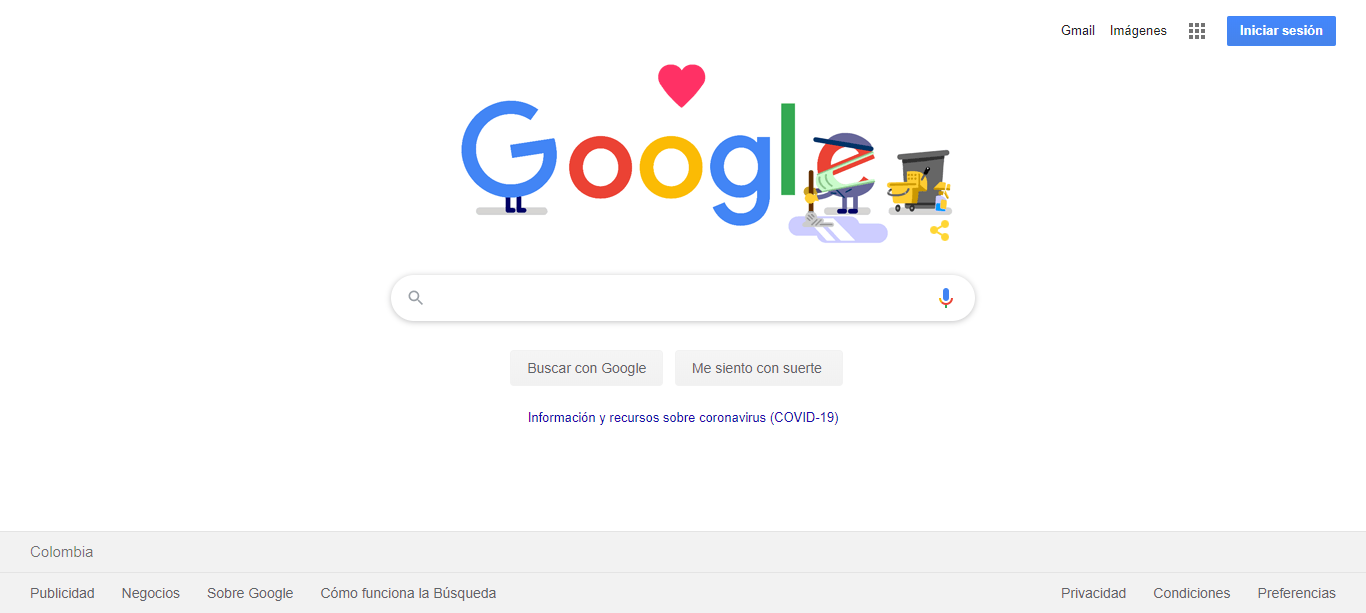 Gmail Imágenes Iniciar sesión
Google
Buscar con Google Me siento con suerte
Información y recursos sobre coronavirus (COVID-19)
Colombia
Publicidad Negocios Sobre Google Cómo funciona la Búsqueda Privacidad Condiciones Preferencias